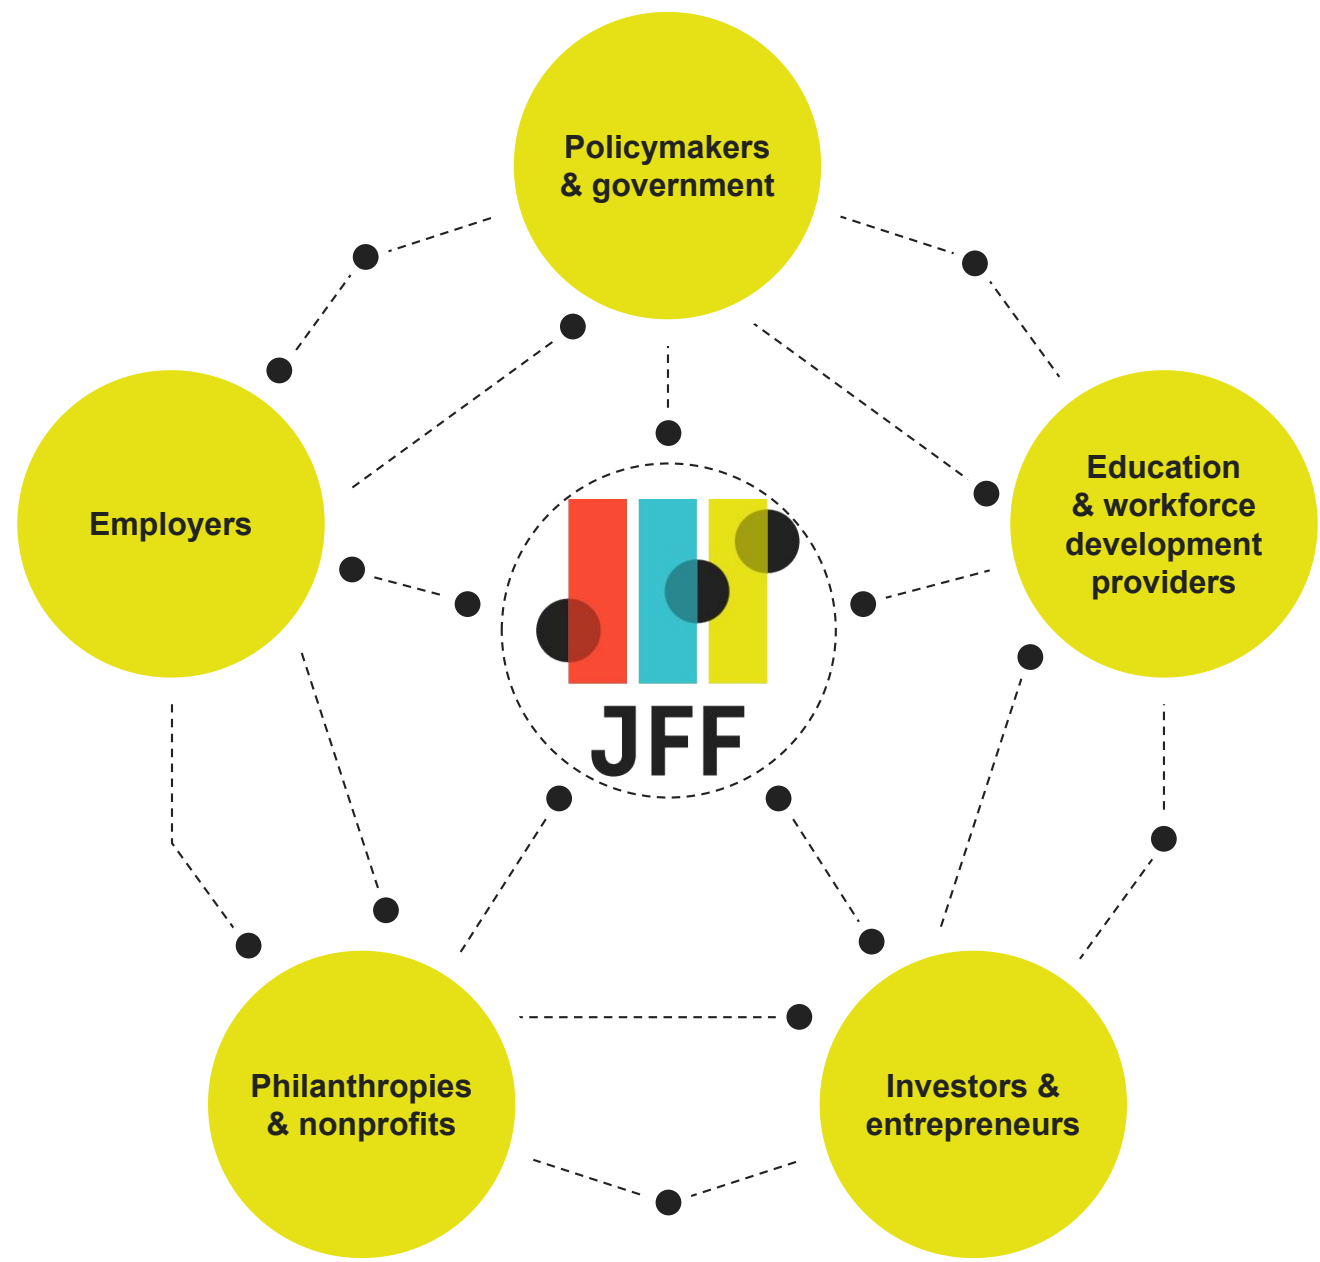 Policymakers
& government
Employers
Education
& workforce
development
providers
JFF
Philanthropies
& nonprofits
Investors &
entrepreneurs